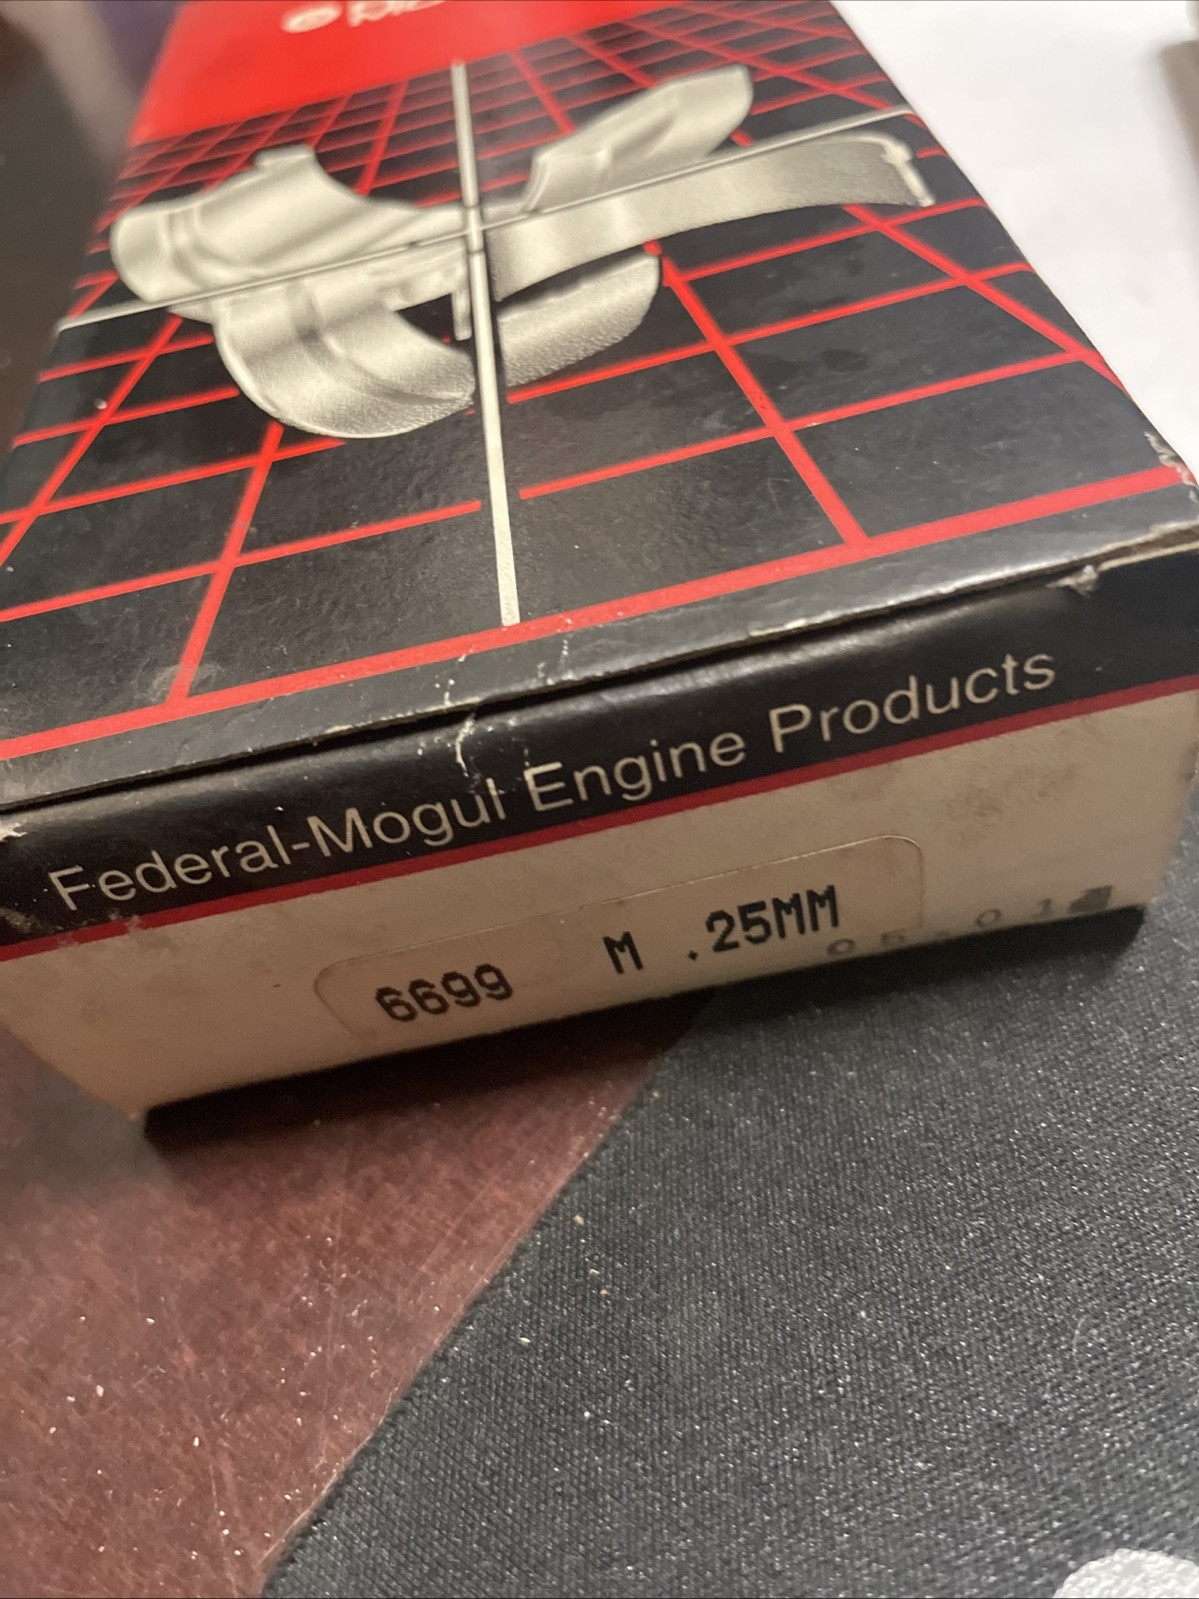 Federal-Mogul Engine Products
6699 M .25MM